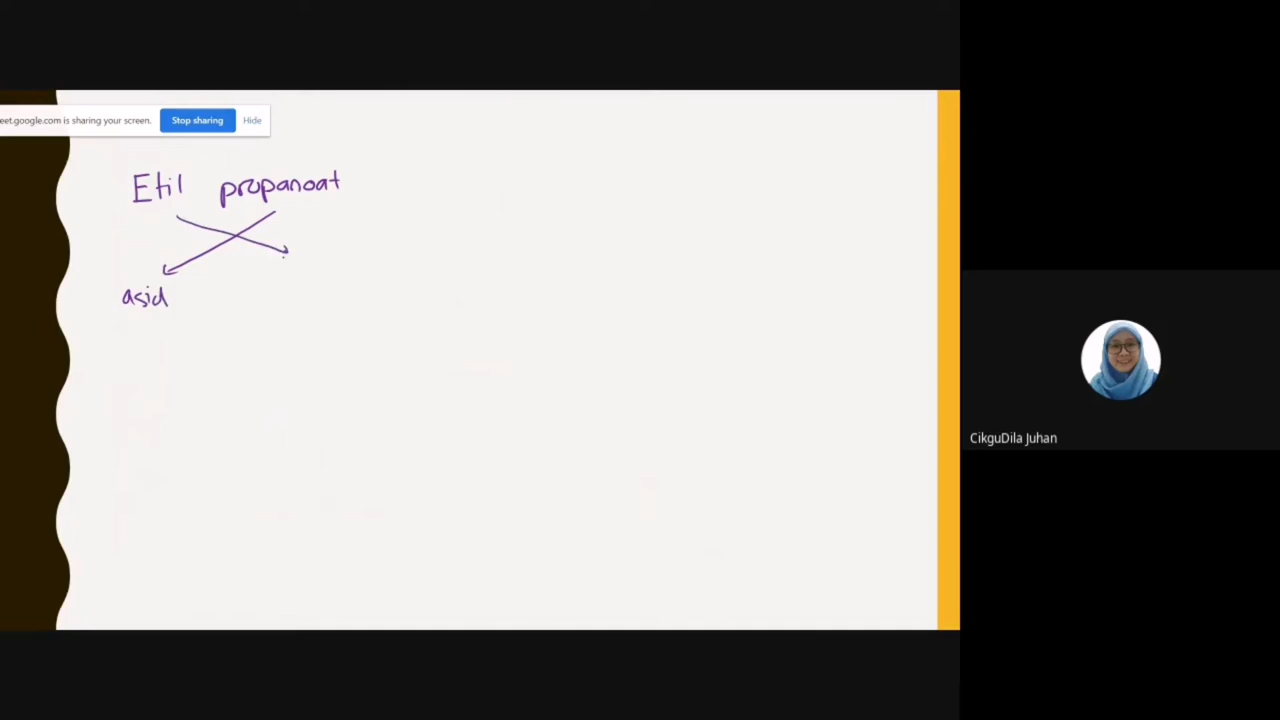 eet.google.com is sharing your screen. Stop sharing Hide
Etil propanoat
asid
CikguDila Juhan